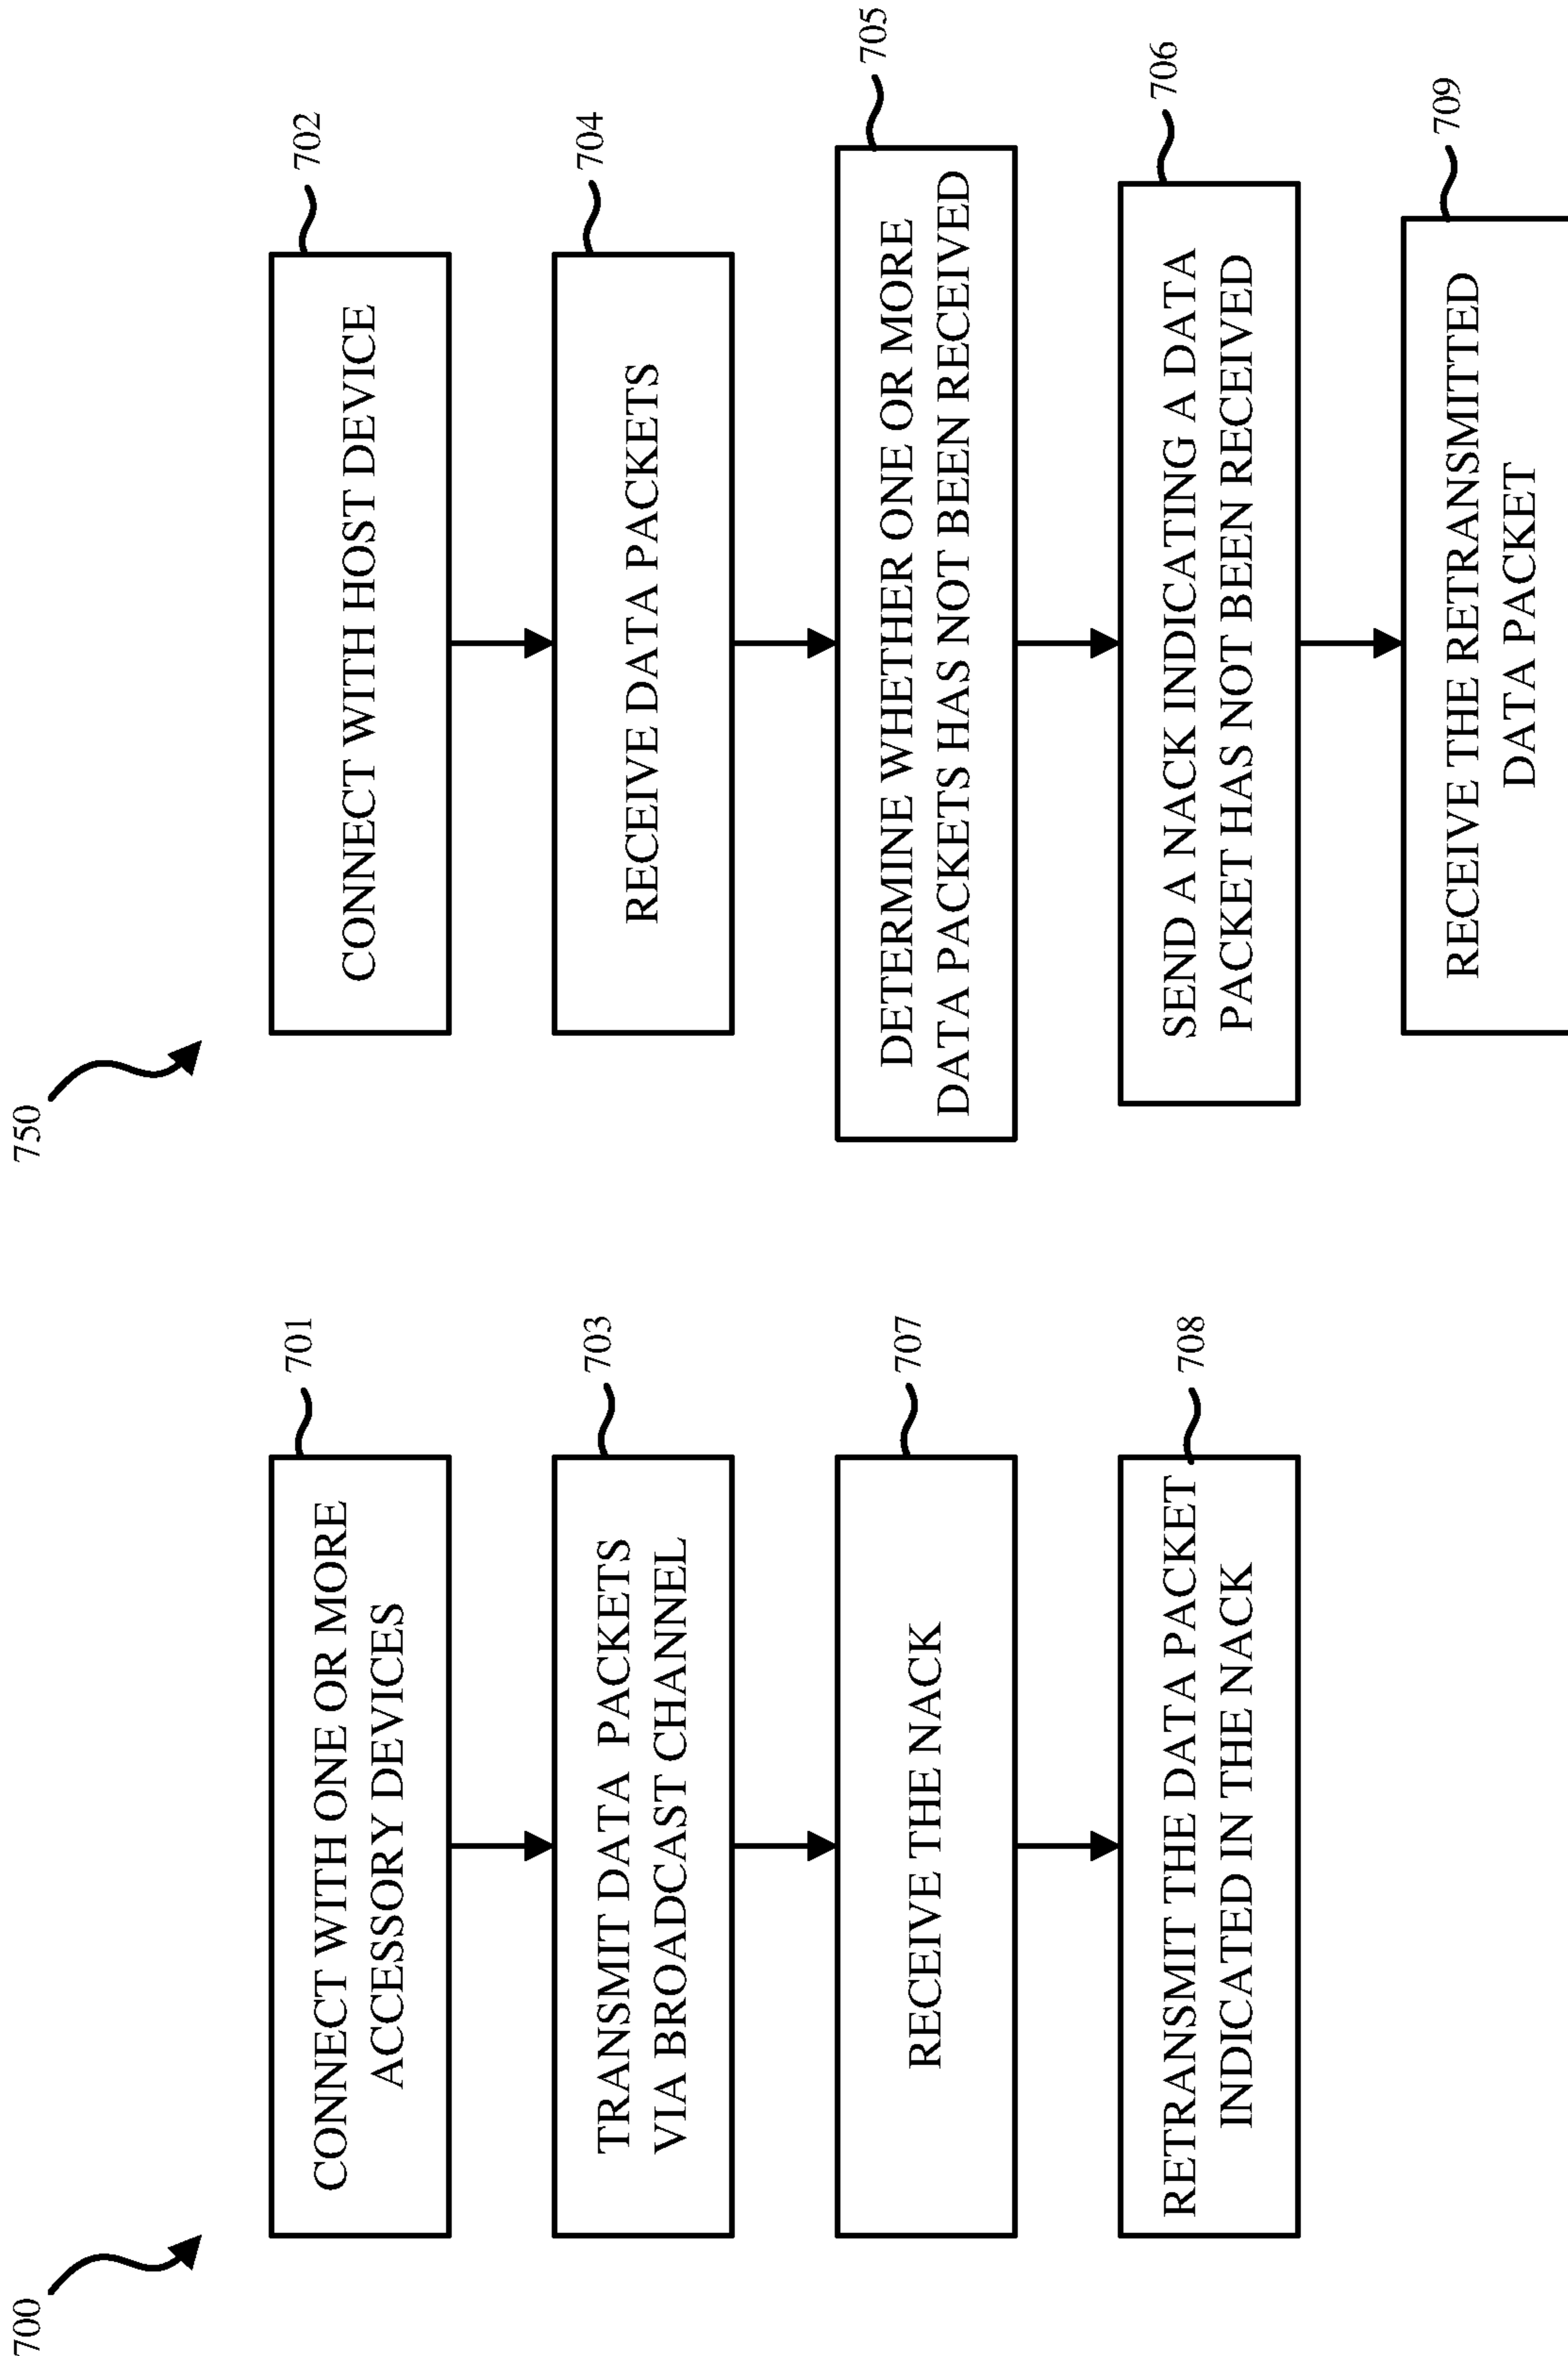 700
CONNECT WITH ONE OR MORE
ACCESSORY DEVICES
701
TRANSMIT DATA PACKETS
VIA BROADCAST CHANNEL
703
RECEIVE THE NACK
707
RETRANSMIT THE DATA PACKET
INDICATED IN THE NACK
708
750
CONNECT WITH HOST DEVICE
702
RECEIVE DATA PACKETS
704
DETERMINE WHETHER ONE OR MORE
DATA PACKETS HAS NOT BEEN RECEIVED
705
SEND A NACK INDICATING A DATA
PACKET HAS NOT BEEN RECEIVED
706
RECEIVE THE RETRANSMITTED
DATA PACKET
709